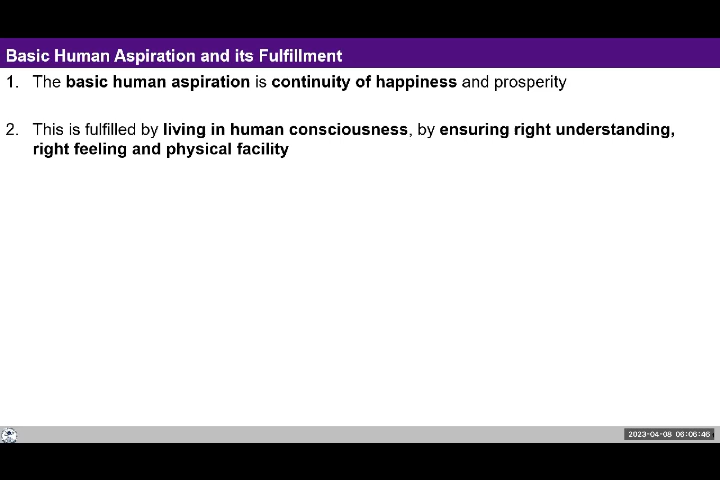 Basic Human Aspiration and its Fulfillment
1. The basic human aspiration is continuity of happiness and prosperity
2. This is fulfilled by living in human consciousness, by ensuring right understanding,
right feeling and physical facility
2023-04-08 06:06:46